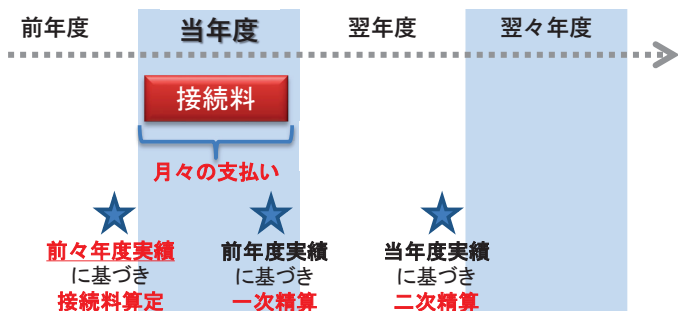 前年度 当年度 翌年度 翌々年度
接続料
月々の支払い
前々年度実績
に基づき
接続料算定
前年度実績
に基づき
一次精算
当年度実績
に基づき
二次精算